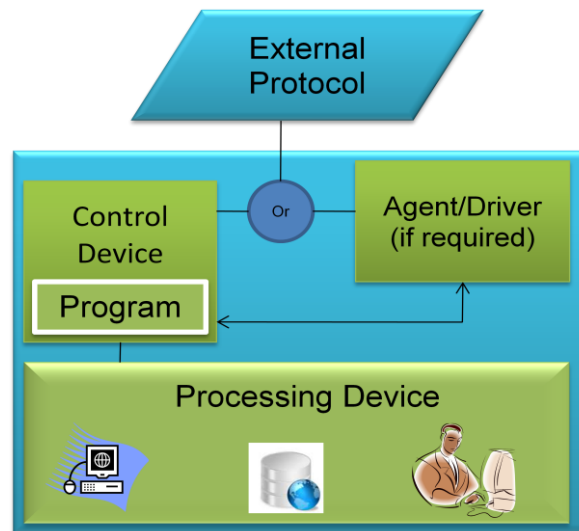 External
Protocol
Or
Control
Device
Program
Agent/Driver
(if required)
Processing Device